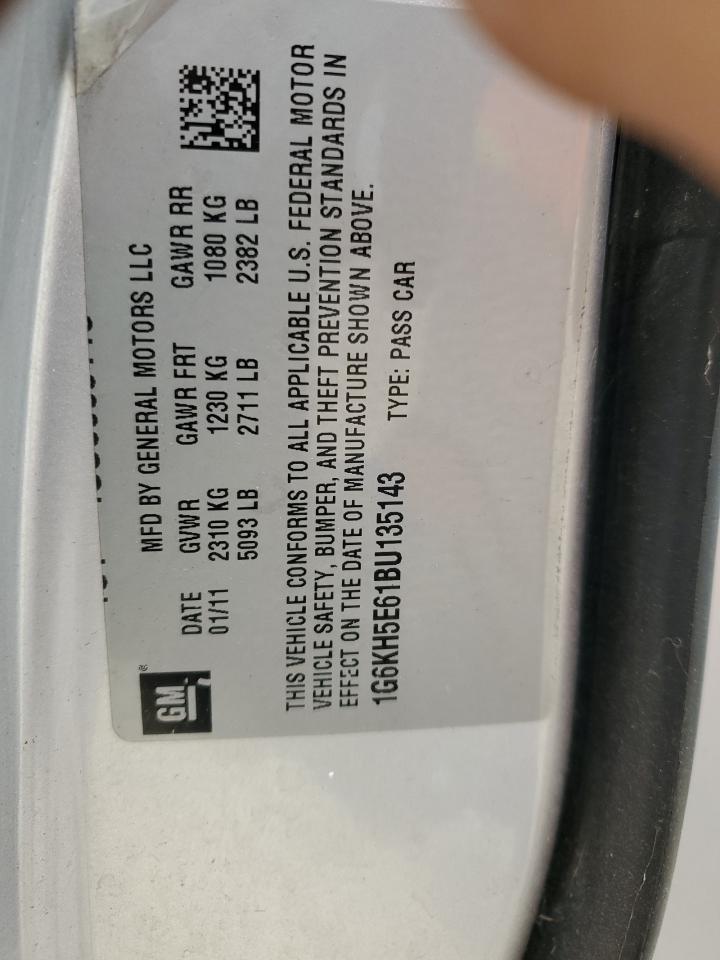 GM ®
MFD BY GENERAL MOTORS LLC
DATE GVWR GAWR FRT GAWR RR
01/11 2310 KG 1230 KG 1080 KG
5093 LB 2711 LB 2382 LB
THIS VEHICLE CONFORMS TO ALL APPLICABLE U.S. FEDERAL MOTOR
VEHICLE SAFETY, BUMPER, AND THEFT PREVENTION STANDARDS IN
EFFECT ON THE DATE OF MANUFACTURE SHOWN ABOVE.
1G6KH5E61BU135143 TYPE: PASS CAR